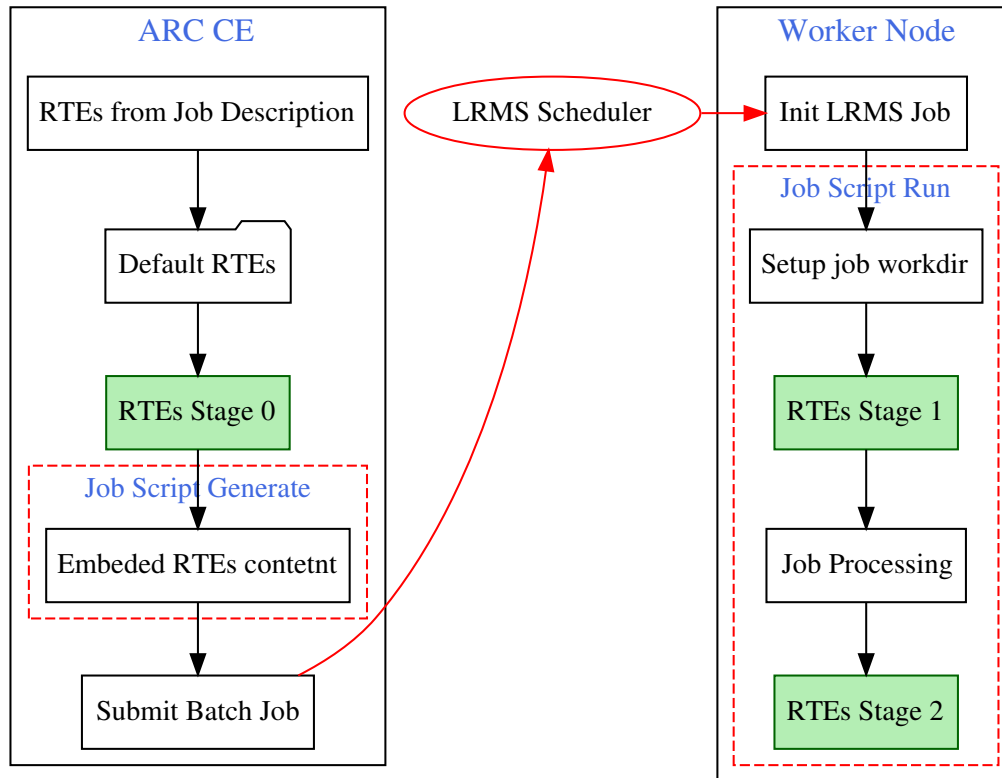 ARC CE
RTEs from Job Description
Default RTEs
RTEs Stage 0
Job Script Generate
Embeded RTEs contetnt
Submit Batch Job
LRMS Scheduler
Worker Node
Init LRMS Job
Job Script Run
Setup job workdir
RTEs Stage 1
Job Processing
RTEs Stage 2